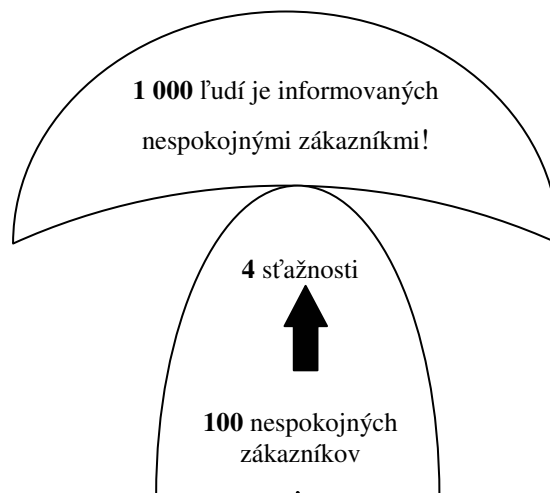 1 000 ľudí je informovaných
nespokojnými zákazníkmi!
4 sťažnosti
100 nespokojných
zákazníkov